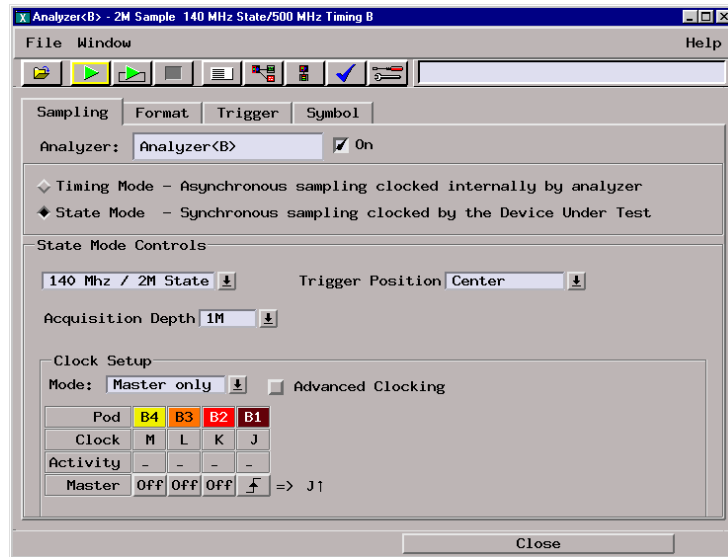 Analyzer<B> - 2M Sample 140 MHz State/500 MHz Timing B
File Window Help
Sampling Format Trigger Symbol
Analyzer: Analyzer<B> On
Timing Mode - Asynchronous sampling clocked internally by analyzer
State Mode - Synchronous sampling clocked by the Device Under Test
State Mode Controls
140 Mhz / 2M State Trigger Position Center
Acquisition Depth 1M
Clock Setup
Mode: Master only Advanced Clocking
Pod B4 B3 B2 B1
Clock M L K J
Activity - - - -
Master Off Off Off => J↑
Close